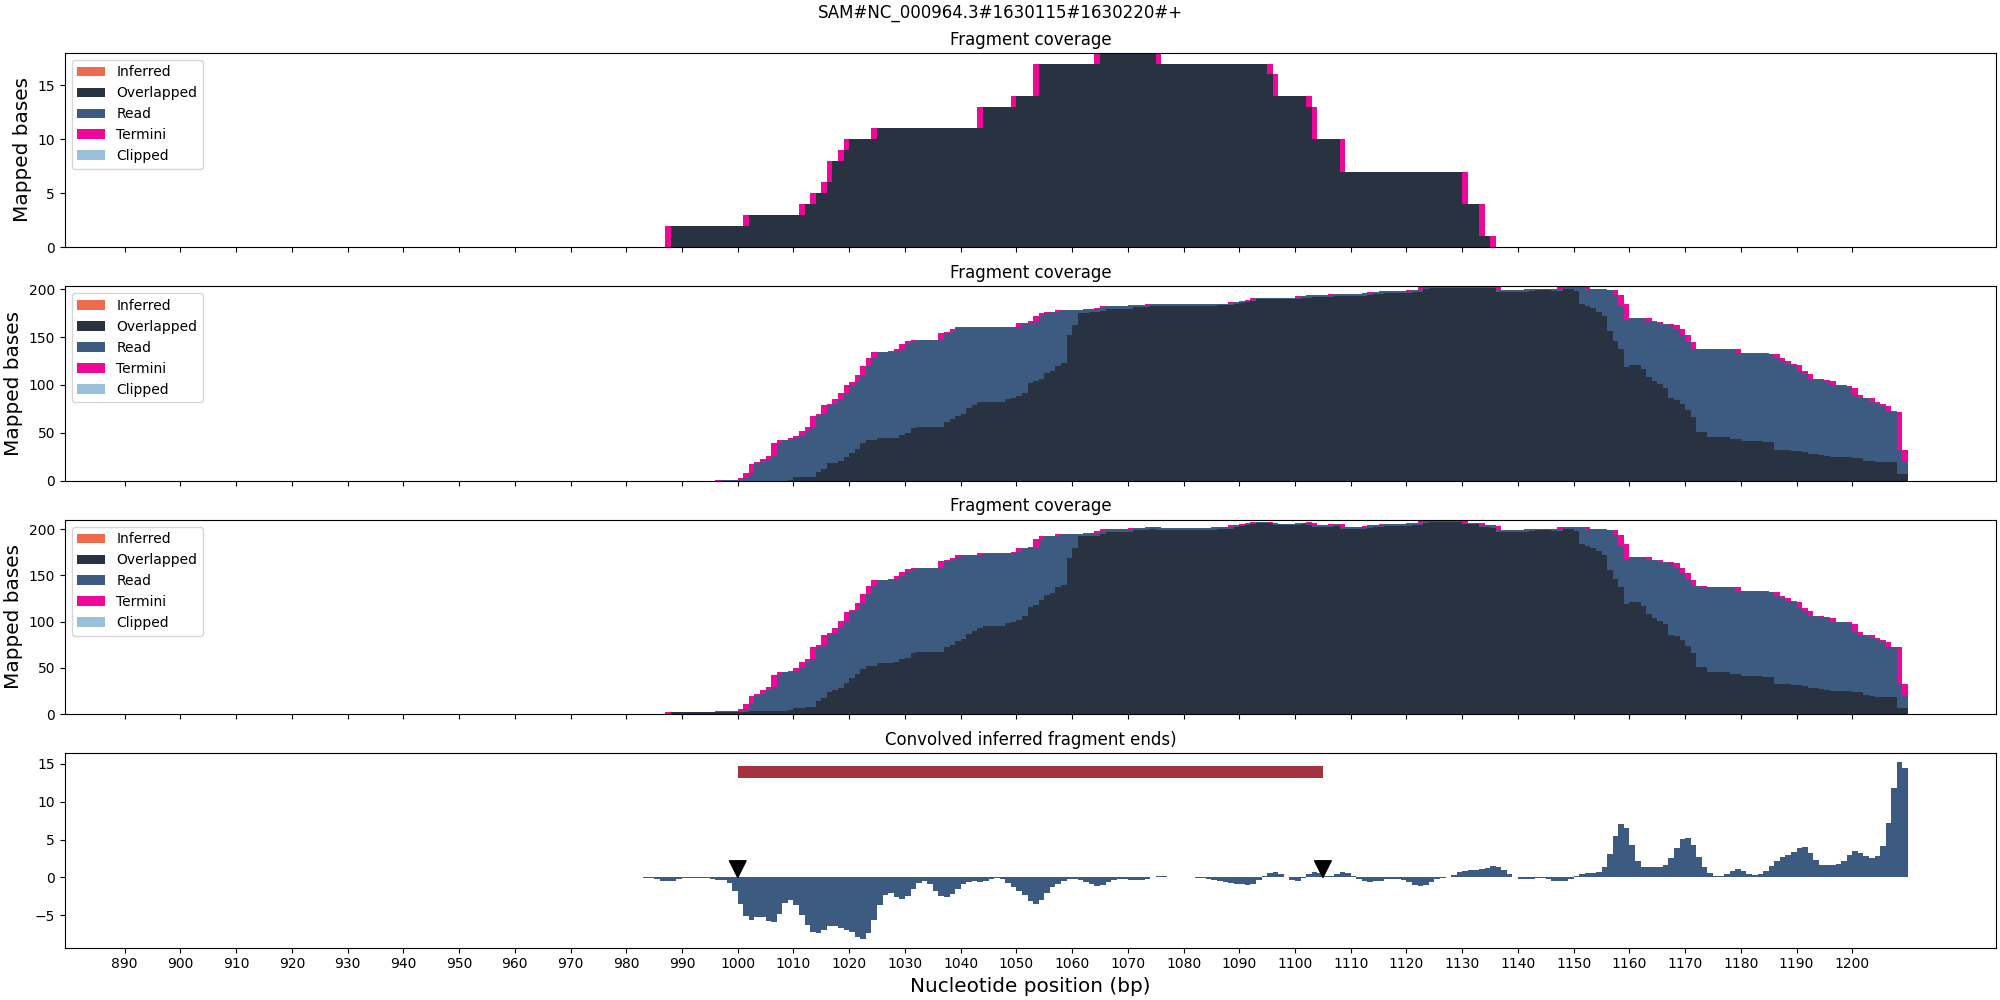 SAM#NC_000964.3#1630115#1630220#+
Fragment coverage
Mapped bases
15
10
5
0
Inferred
Overlapped
Read
Termini
Clipped
Fragment coverage
Mapped bases
200
150
100
50
0
Inferred
Overlapped
Read
Termini
Clipped
Fragment coverage
Mapped bases
200
150
100
50
0
Inferred
Overlapped
Read
Termini
Clipped
Convolved inferred fragment ends)
15
10
5
0
−5
890 900 910 920 930 940 950 960 970 980 990 1000 1010 1020 1030 1040 1050 1060 1070 1080 1090 1100 1110 1120 1130 1140 1150 1160 1170 1180 1190 1200
Nucleotide position (bp)